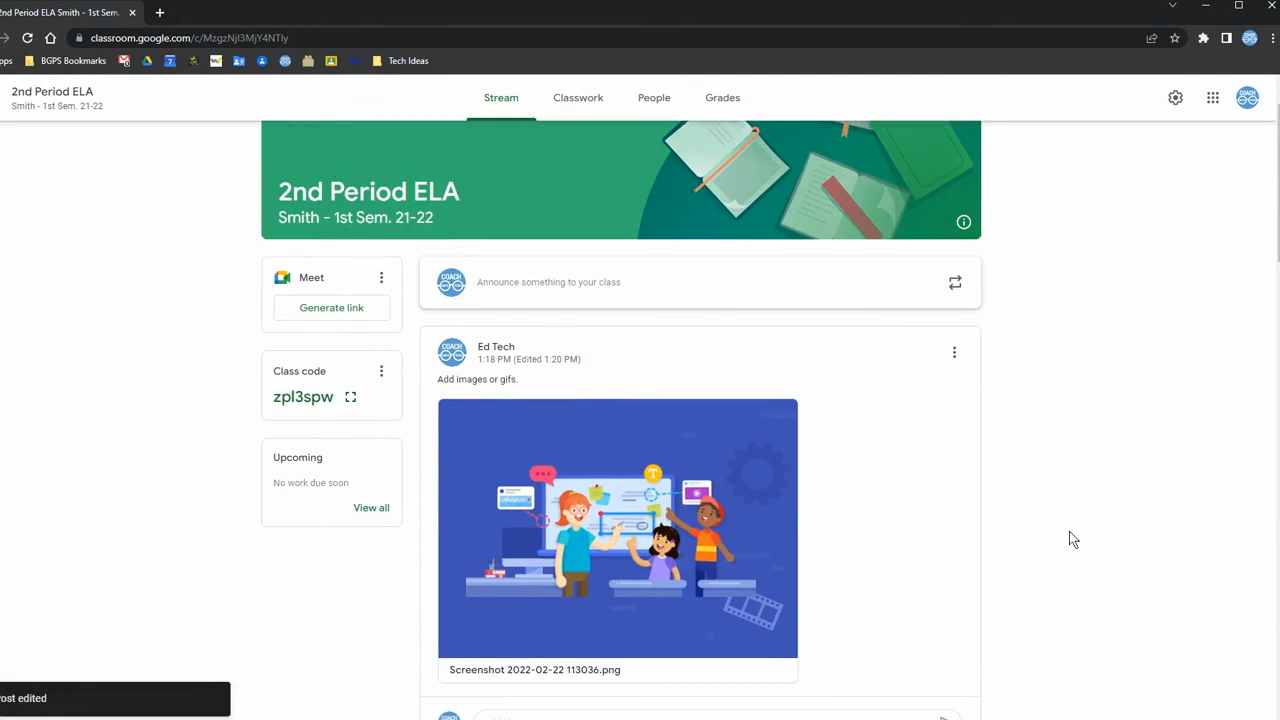 2nd Period ELA Smith - 1st Sem.
classroom.google.com/c/MzgzNjI3MjY4NTIy
BGPS Bookmarks
Tech Ideas
2nd Period ELA
Smith - 1st Sem. 21-22
Stream
Classwork
People
Grades
2nd Period ELA
Smith - 1st Sem. 21-22
Meet
Generate link
COACH
Announce something to your class
Class code
zpl3spw
Upcoming
No work due soon
View all
Ed Tech
1:18 PM (Edited 1:20 PM)
Add images or gifs.
T
Screenshot 2022-02-22 113036.png
Post edited